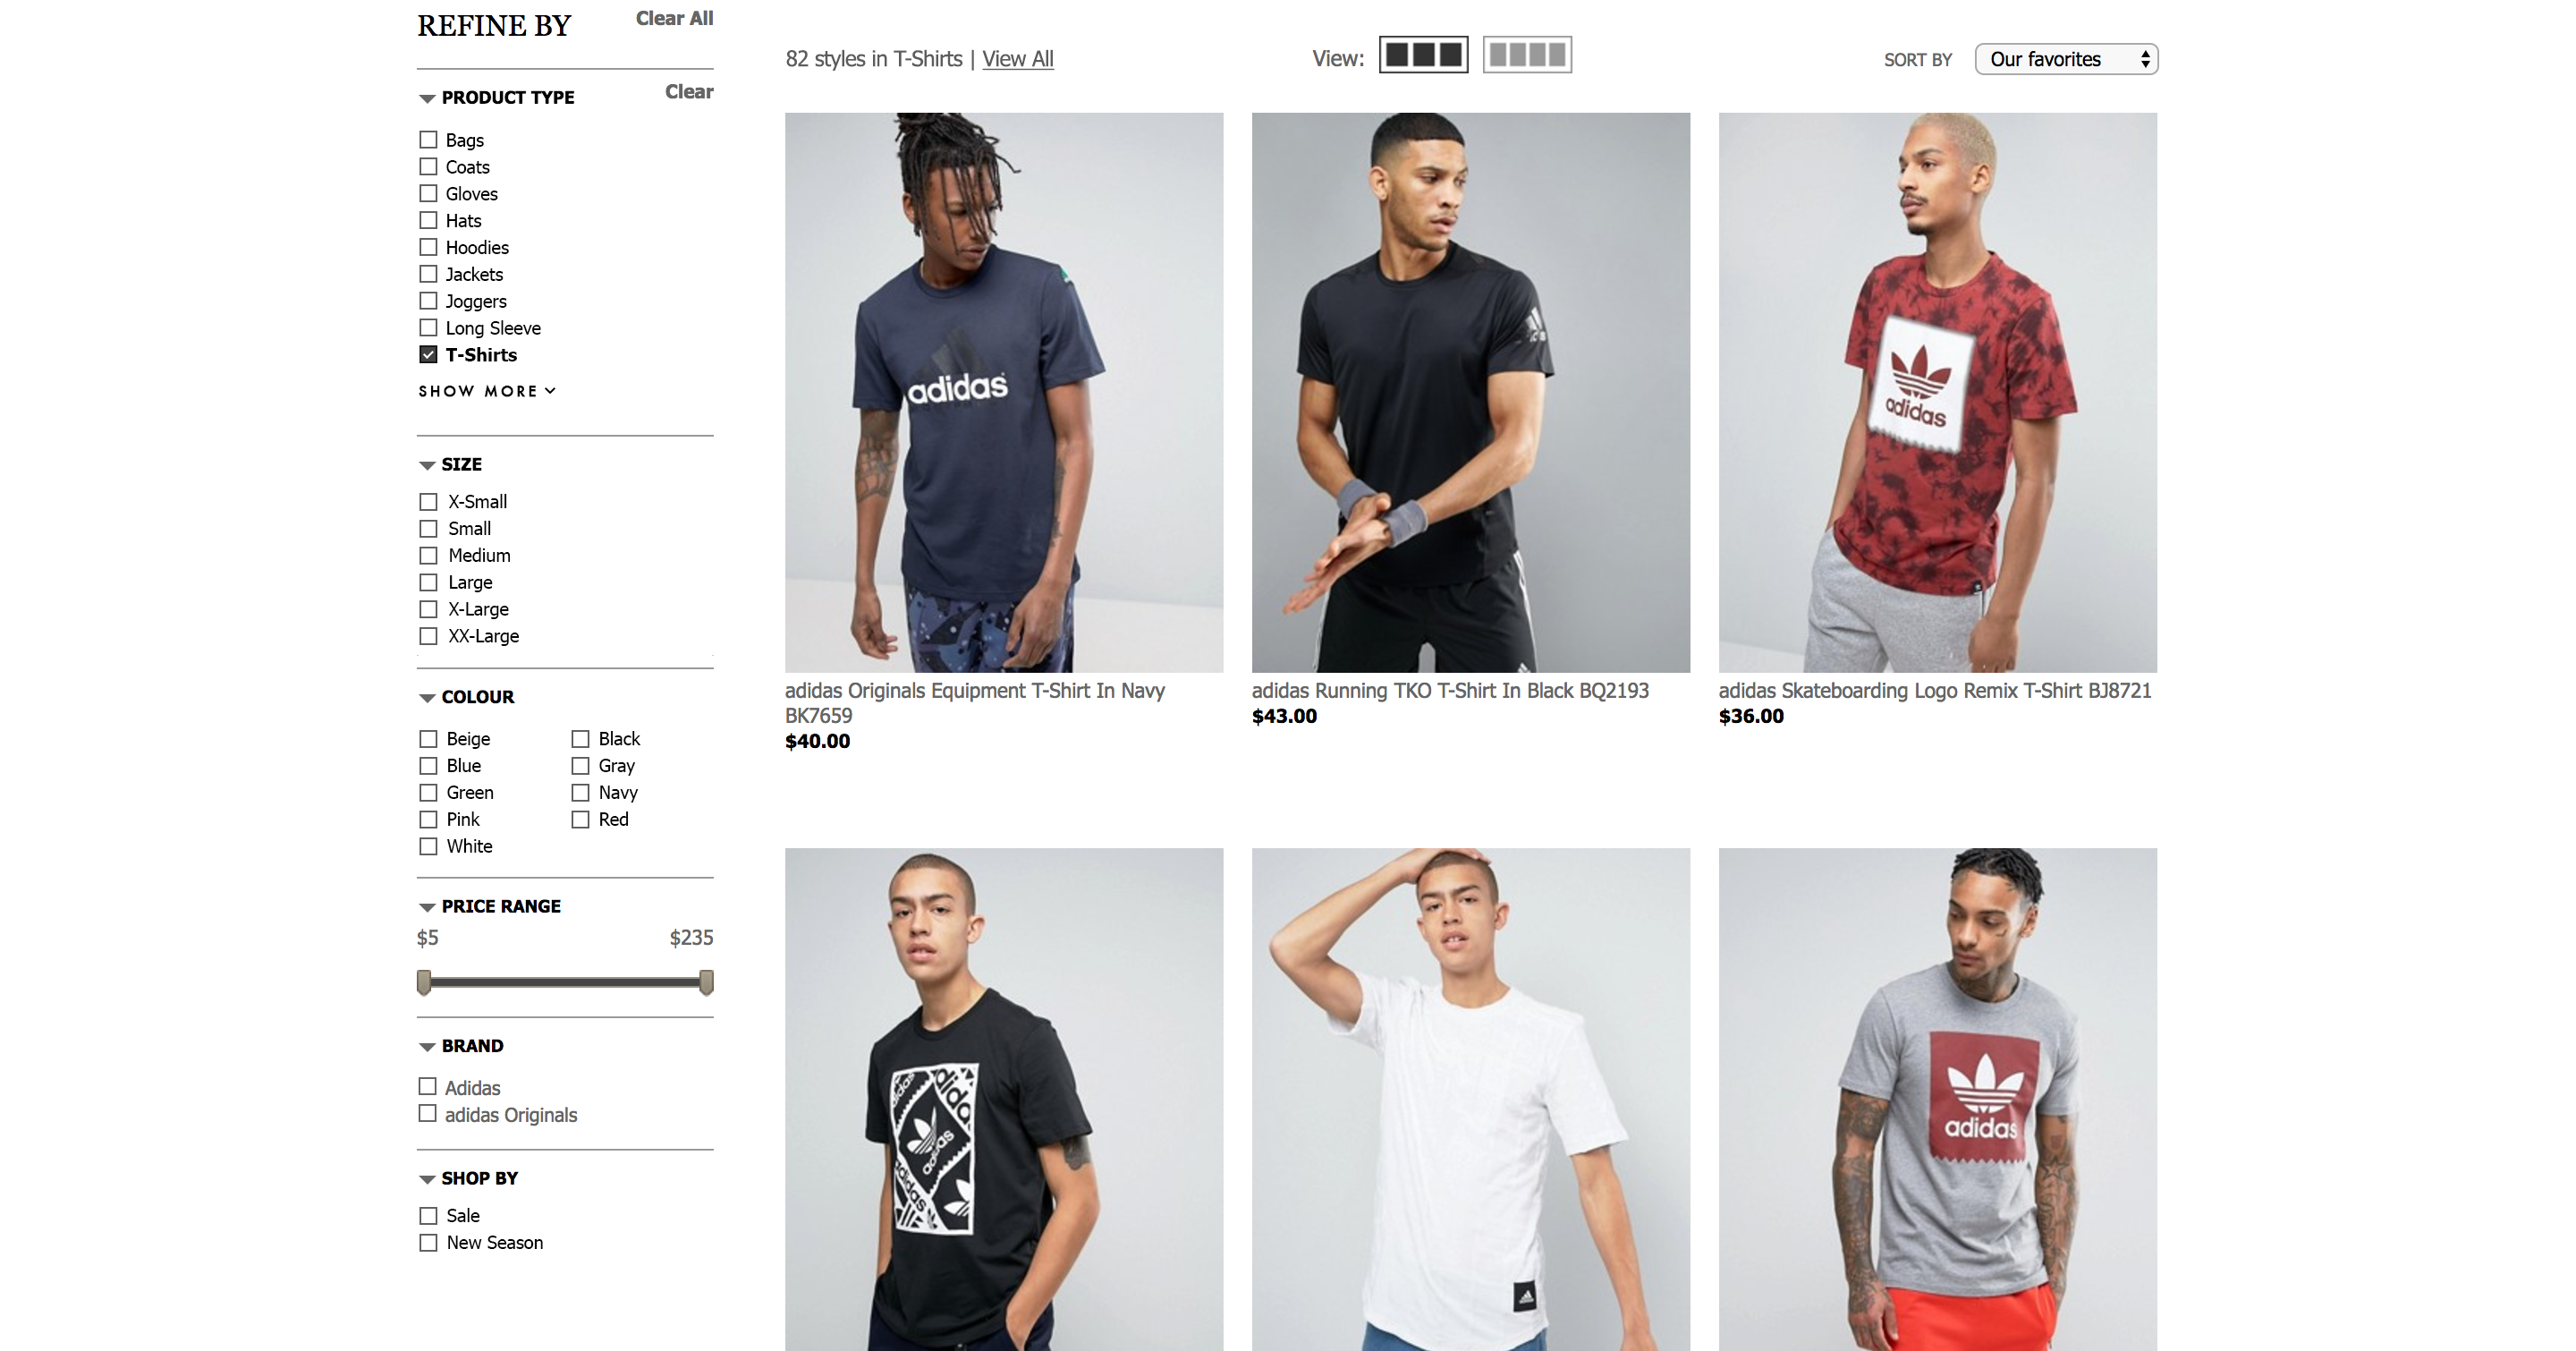 REFINE BY
Clear All
PRODUCT TYPE
Clear
Bags
Coats
Gloves
Hats
Hoodies
Jackets
Joggers
Long Sleeve
T-Shirts
SHOW MORE
SIZE
X-Small
Small
Medium
Large
X-Large
XX-Large
COLOUR
Beige
Black
Blue
Gray
Green
Navy
Pink
Red
White
PRICE RANGE
$5
$235
BRAND
Adidas
adidas Originals
SHOP BY
Sale
New Season
82 styles in T-Shirts | View All
View:
SORT BY
Our favorites
adidas
adidas
adidas Originals Equipment T-Shirt In Navy
BK7659
$40.00
adidas Running TKO T-Shirt In Black BQ2193
$43.00
adidas Skateboarding Logo Remix T-Shirt BJ8721
$36.00
adidas
adidas
adidas
adidas
adidas